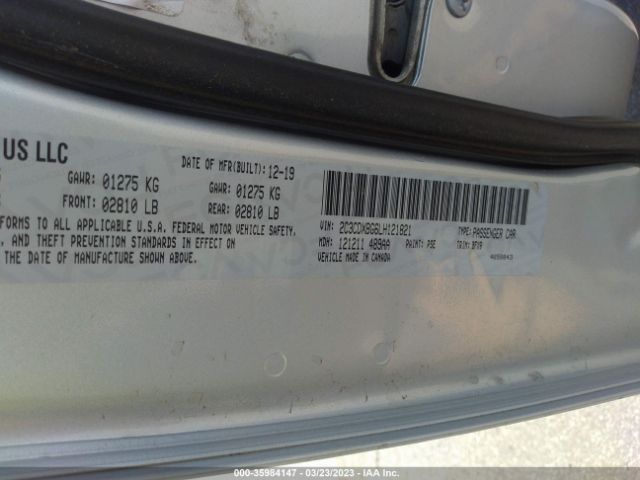 US LLC
DATE OF MFR(BUILT): 12-19
GAWR: 01275 KG
GAWR: 01275 KG
FRONT: 02810 LB
REAR: 02810 LB
FORMS TO ALL APPLICABLE U.S.A. FEDERAL MOTOR VEHICLE SAFETY,
, AND THEFT PREVENTION STANDARDS IN EFFECT
THE DATE OF MANUFACTURE SHOWN ABOVE.
VIN: 2C3CDXBG6LH121821
TYPE: PASSENGER CAR
MDH: 121211 489AA
PAINT: PSE
TRIM: BFX9
VEHICLE MADE IN CANADA
000-35984147 / 03/23/2023 - IAA Inc.